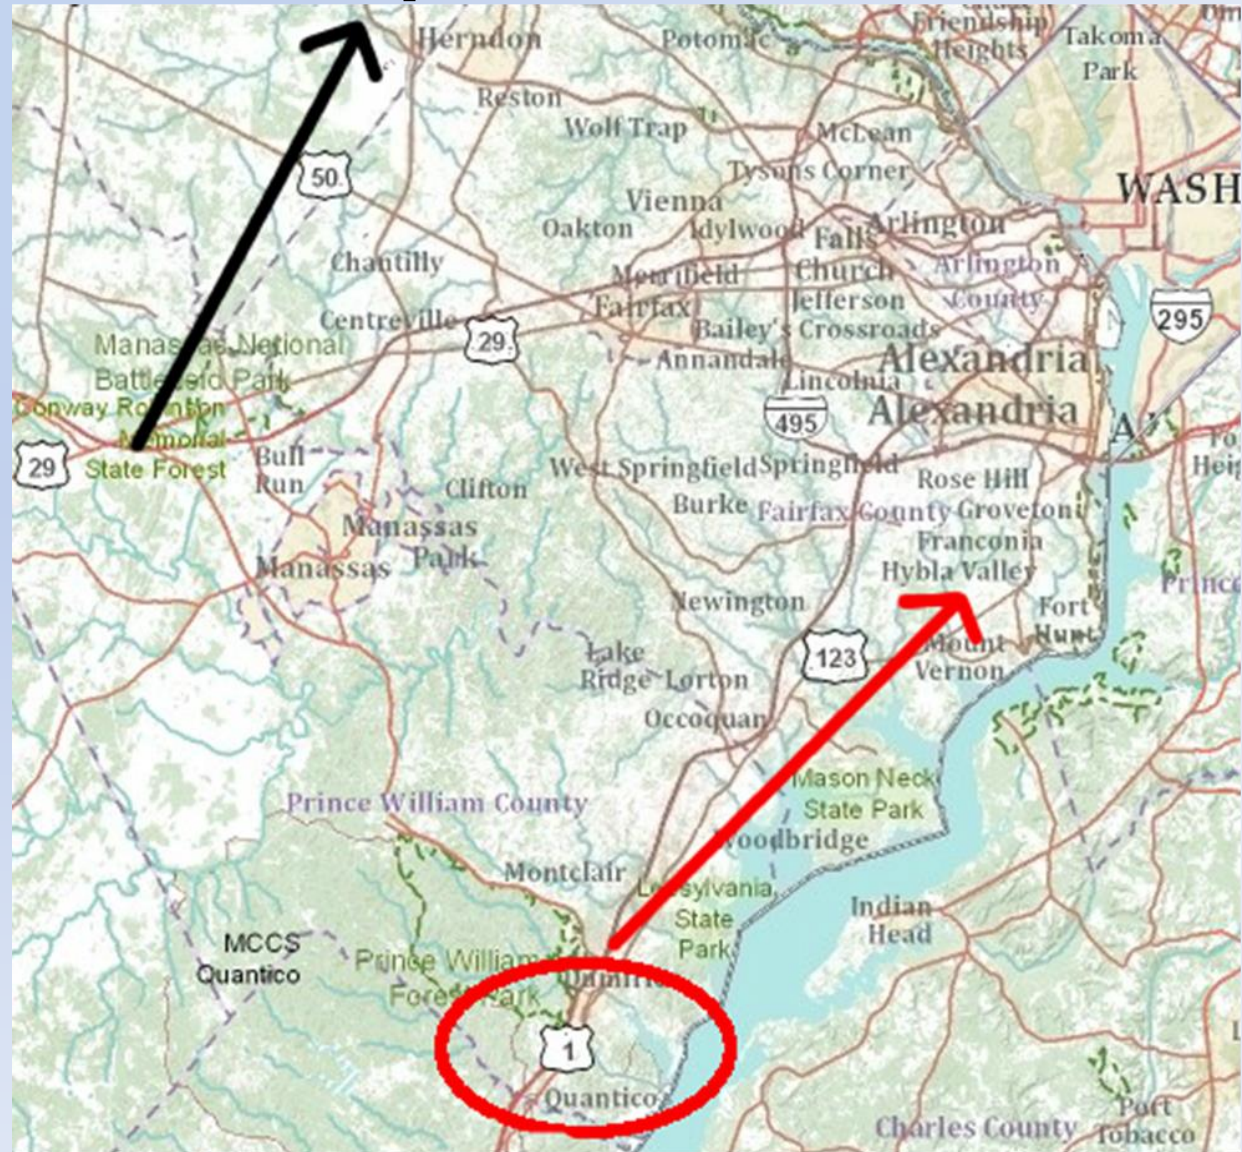 Friendship
Heights
Takoma
Park
Herndon
Potomac
Reston
Wolf Trap
McLean
Tysons Corner
50
WASH
Vienna
Oakton
Idylwood
Falls
Church
Arlington
Chantilly
Merrifield
Arlington
County
Jefferson
Fairfax
295
Centreville
29
Bailey's Crossroads
Manassas National
Battlefield Park
Annandale
Alexandria
Lincolnia
Alexandria
495
Conway Robinson
Memorial
State Forest
29
Bull
Run
West Springfield
Springfield
Rose Hill
Clifton
Burke
Fairfax County
Groveton
Manassas
Park
Franconia
Manassas
Hybla Valley
Prince
Newington
Fort
Hunt
Lake
Ridge
123
Mount
Vernon
Lorton
Occoquan
Mason Neck
State Park
Prince William County
Woodbridge
Montclair
State
Park
Indian
Head
MCCS
Quantico
Prince William
Forest Park
1
Quantico
Charles County
Port
Tobacco